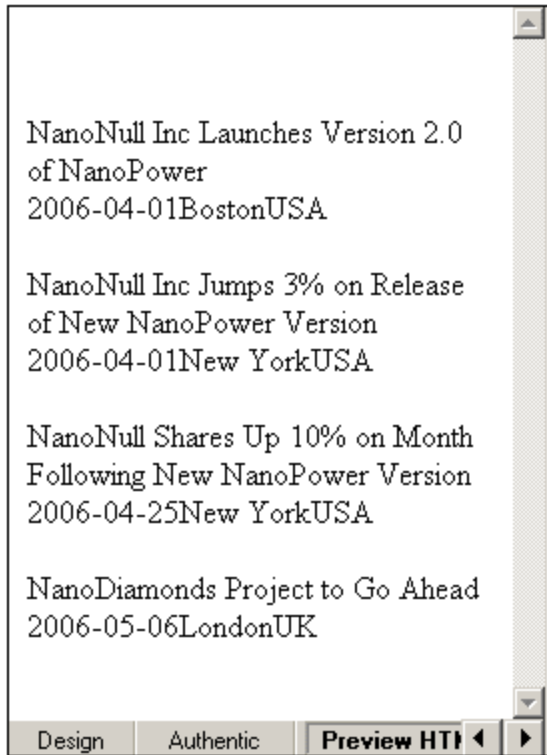 NanoNull Inc Launches Version 2.0
of NanoPower
2006-04-01BostonUSA
NanoNull Inc Jumps 3% on Release
of New NanoPower Version
2006-04-01New YorkUSA
NanoNull Shares Up 10% on Month
Following New NanoPower Version
2006-04-25New YorkUSA
NanoDiamonds Project to Go Ahead
2006-05-06LondonUK
Design Authentic Preview HT